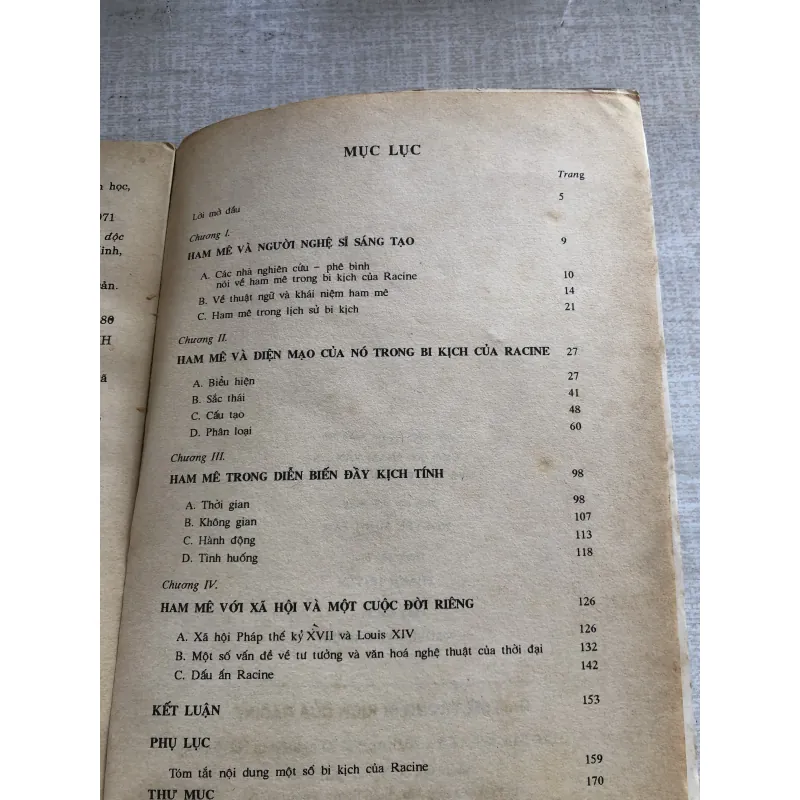 học,
971
độc
inh,
ản.
80
H
ã
MỤC LỤC
Trang
Lời mở đầu 5
Chương I.
HAM MÊ VÀ NGƯỜI NGHỆ SĨ SÁNG TẠO 9
A. Các nhà nghiên cứu – phê bình
nói về ham mê trong bi kịch của Racine 10
B. Về thuật ngữ và khái niệm ham mê 14
C. Ham mê trong lịch sử bi kịch 21
Chương II.
HAM MÊ VÀ DIỆN MẠO CỦA NÓ TRONG BI KỊCH CỦA RACINE 27
A. Biểu hiện 27
B. Sắc thái 41
C. Cấu tạo 48
D. Phân loại 60
Chương III.
HAM MÊ TRONG DIỄN BIẾN ĐẦY KỊCH TÍNH 98
A. Thời gian 98
B. Không gian 107
C. Hành động 113
D. Tình huống 118
Chương IV.
HAM MÊ VỚI XÃ HỘI VÀ MỘT CUỘC ĐỜI RIÊNG 126
A. Xã hội Pháp thế kỷ XVII và Louis XIV 126
B. Một số vấn đề về tư tưởng và văn hoá nghệ thuật của thời đại 132
C. Dấu ấn Racine 142
KẾT LUẬN 153
PHỤ LỤC
Tóm tắt nội dung một số bi kịch của Racine 159
THƯ MỤC 170